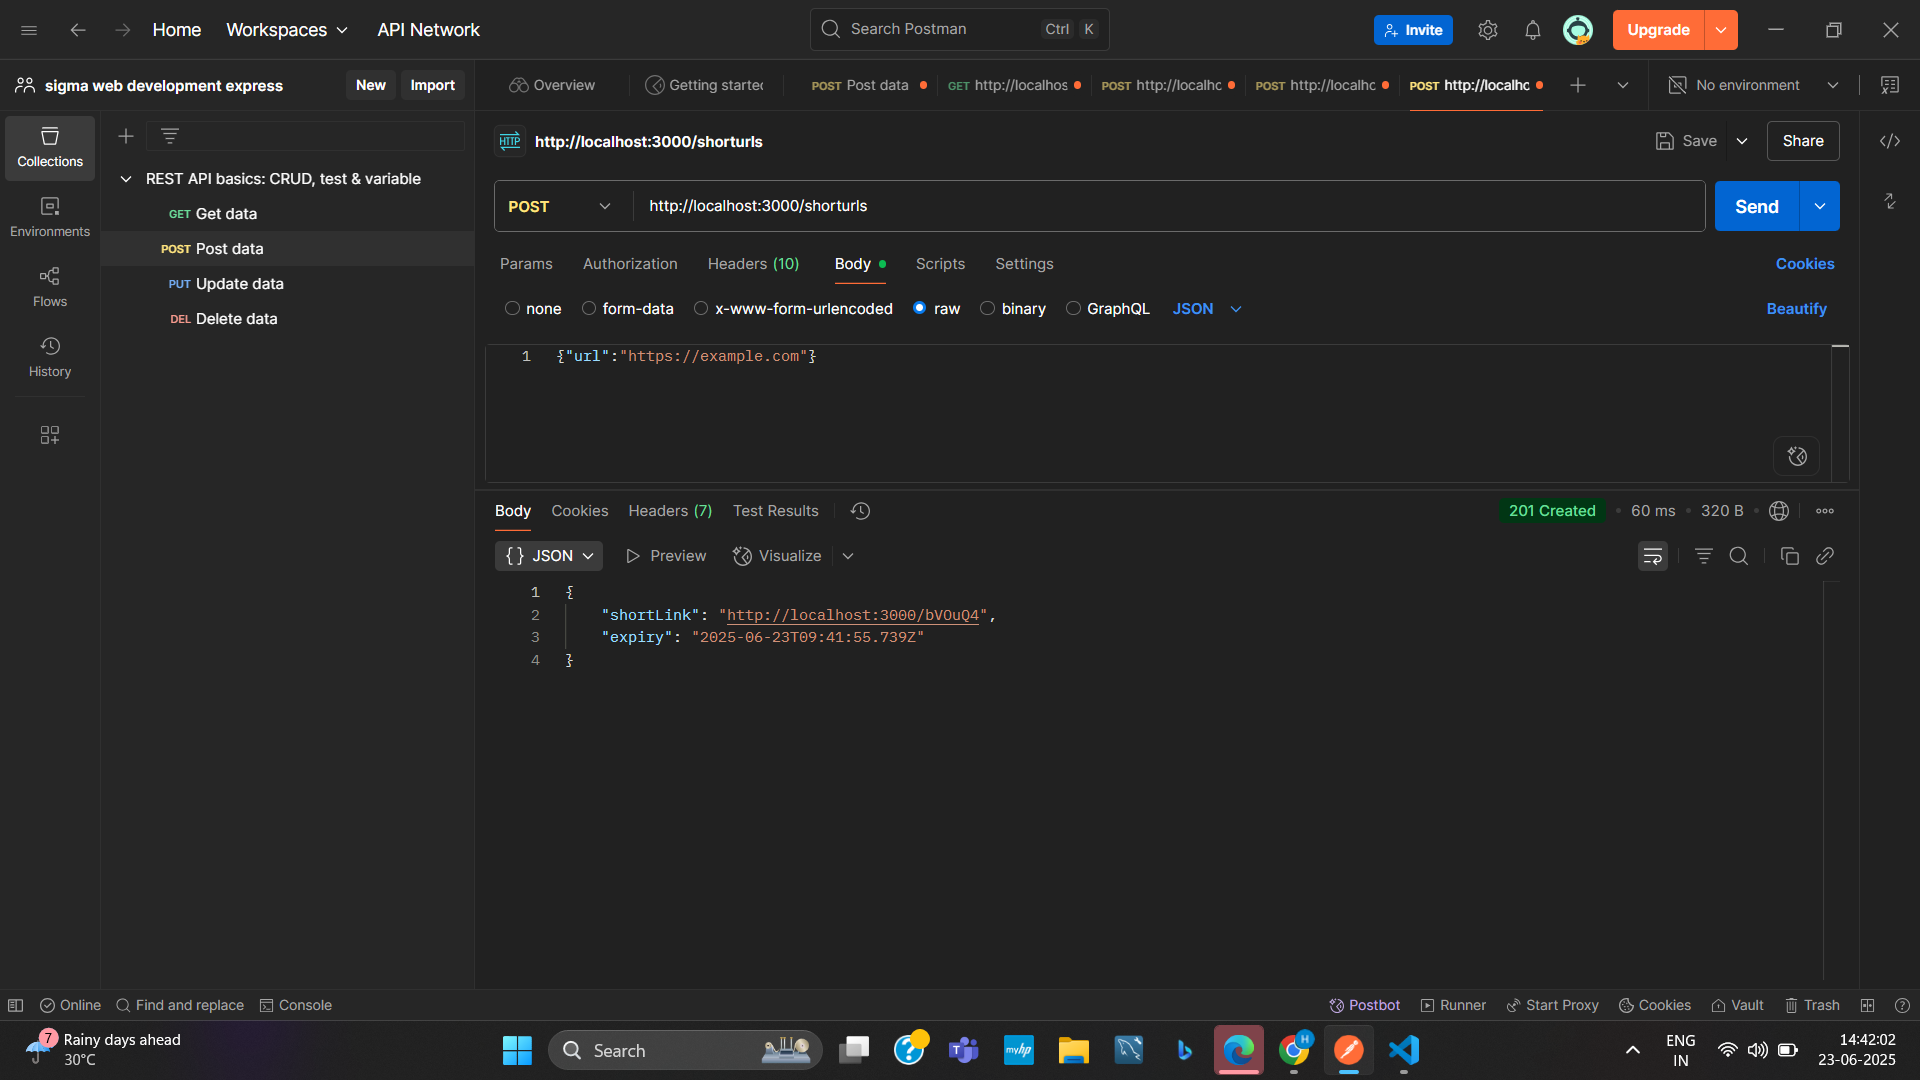 Home
Workspaces
API Network
Search Postman
Ctrl
K
Invite
Upgrade
sigma web development express
New
Import
Overview
Getting started
POST Post data
GET http://localhos
POST http://localhc
POST http://localhc
POST http://localhc
No environment
Collections
Environments
Flows
History
REST API basics: CRUD, test & variable
GET Get data
POST Post data
PUT Update data
DEL Delete data
HTTP
http://localhost:3000/shorturls
Save
Share
POST
http://localhost:3000/shorturls
Send
Params
Authorization
Headers (10)
Body
Scripts
Settings
Cookies
none
form-data
x-www-form-urlencoded
raw
binary
GraphQL
JSON
Beautify
1 {"url":"https://example.com"}
Body
Cookies
Headers (7)
Test Results
201 Created
60 ms
320 B
{} JSON
Preview
Visualize
1 {
2 "shortLink": "http://localhost:3000/bVOuQ4",
3 "expiry": "2025-06-23T09:41:55.739Z"
4 }
Online
Find and replace
Console
Postbot
Runner
Start Proxy
Cookies
Vault
Trash
7
Rainy days ahead
30°C
Search
myhp
H
ENG
IN
14:42:02
23-06-2025